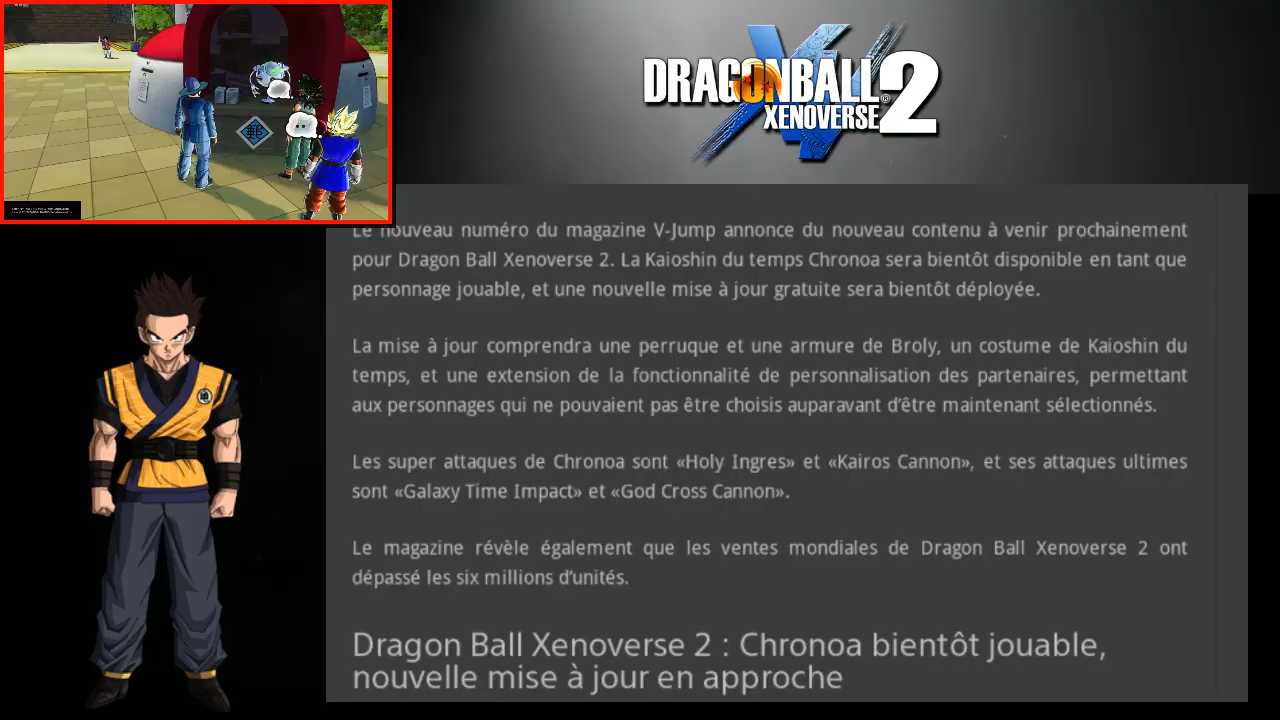 DRAGONBALL
XENOVERSE 2
Le nouveau numéro du magazine V-Jump annonce du nouveau contenu à venir prochainement
pour Dragon Ball Xenoverse 2. La Kaioshin du temps Chronoa sera bientôt disponible en tant que
personnage jouable, et une nouvelle mise à jour gratuite sera bientôt déployée.
La mise à jour comprendra une perruque et une armure de Broly, un costume de Kaioshin du
temps, et une extension de la fonctionnalité de personnalisation des partenaires, permettant
aux personnages qui ne pouvaient pas être choisis auparavant d'être maintenant sélectionnés.
Les super attaques de Chronoa sont «Holy Ingres» et «Kairos Cannon», et ses attaques ultimes
sont «Galaxy Time Impact» et «God Cross Cannon».
Le magazine révèle également que les ventes mondiales de Dragon Ball Xenoverse 2 ont
dépassé les six millions d'unités.
Dragon Ball Xenoverse 2 : Chronoa bientôt jouable,
nouvelle mise à jour en approche